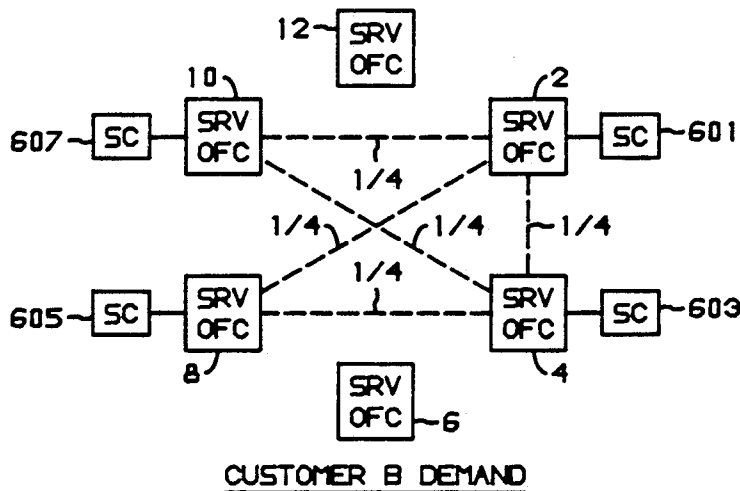 12
SRV
OFC
10
SRV
OFC
2
SRV
OFC
607
SC
SC
601
1/4
1/4
1/4
1/4
1/4
605
SC
SRV
OFC
8
SRV
OFC
4
SC
603
SRV
OFC
6
CUSTOMER B DEMAND